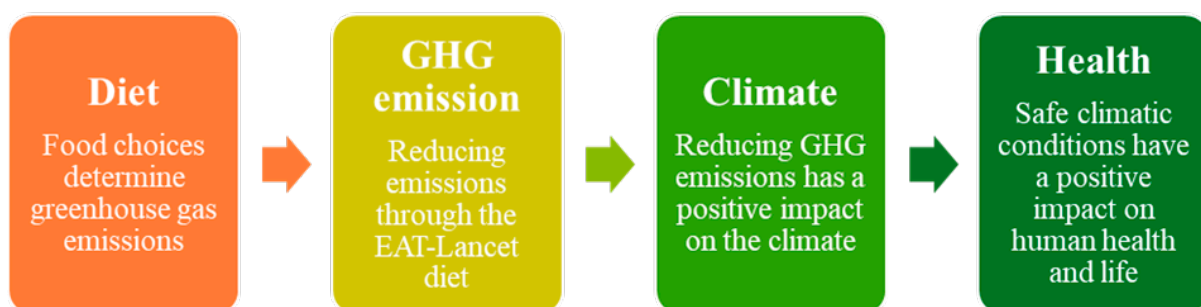 Diet
Food choices
determine
greenhouse gas
emissions
GHG
emission
Reducing
emissions
through the
EAT-Lancet
diet
Climate
Reducing GHG
emissions has a
positive impact
on the climate
Health
Safe climatic
conditions have
a positive
impact on
human health
and life